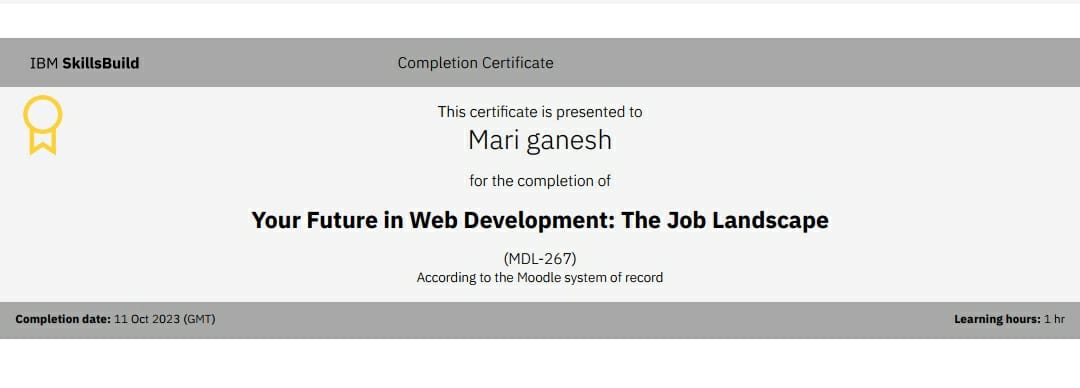 IBM SkillsBuild
Completion Certificate
This certificate is presented to
Mari ganesh
for the completion of
Your Future in Web Development: The Job Landscape
(MDL-267)
According to the Moodle system of record
Completion date: 11 Oct 2023 (GMT)
Learning hours: 1 hr